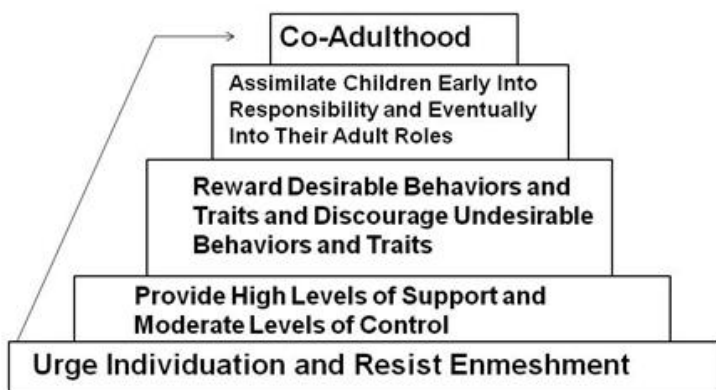 Co-Adulthood
Assimilate Children Early Into
Responsibility and Eventually
Into Their Adult Roles
Reward Desirable Behaviors and
Traits and Discourage Undesirable
Behaviors and Traits
Provide High Levels of Support and
Moderate Levels of Control
Urge Individuation and Resist Enmeshment